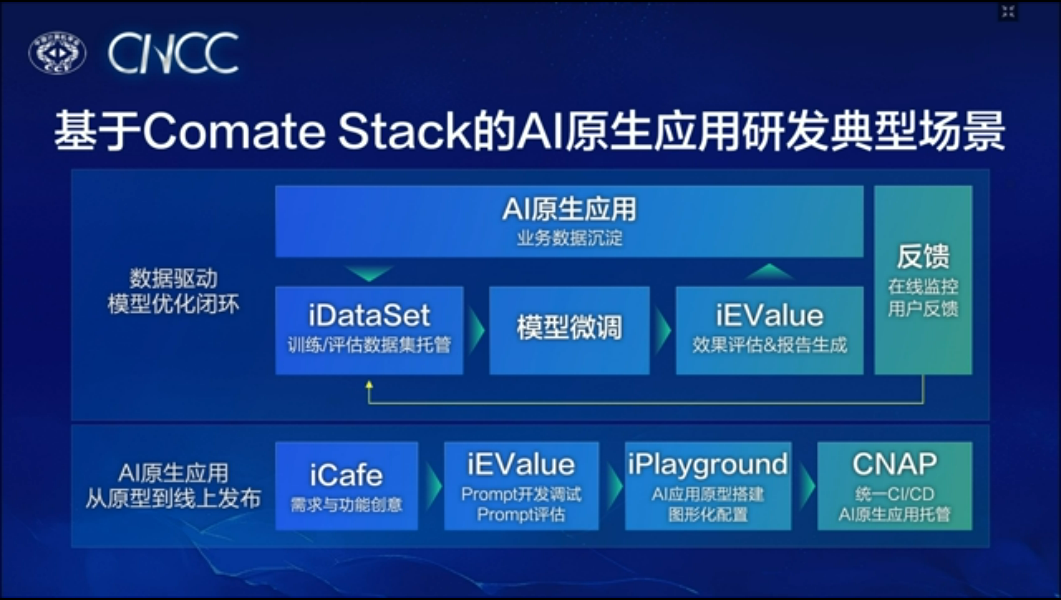 CCF
CNCC
基于Comate Stack的AI原生应用研发典型场景
数据驱动
模型优化闭环
AI原生应用
业务数据沉淀
iDataSet
训练/评估数据集托管
模型微调
iEValue
效果评估&报告生成
反馈
在线监控
用户反馈
AI原生应用
从原型到线上发布
iCafe
需求与功能创意
iEValue
Prompt开发调试
Prompt评估
iPlayground
AI应用原型搭建
图形化配置
CNAP
统一CI/CD
AI原生应用托管